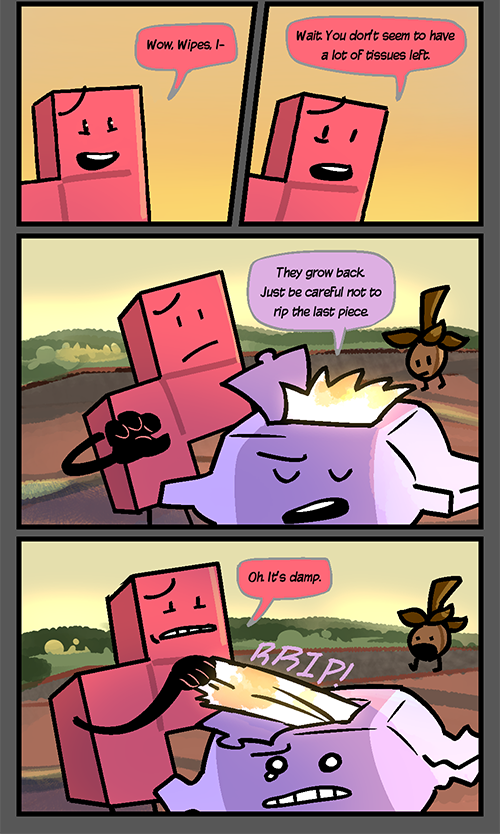 Wow, Wipes, I-
Wait. You don't seem to have
a lot of tissues left.
They grow back.
Just be careful not to
rip the last piece.
Oh. It's damp.
RRIP!